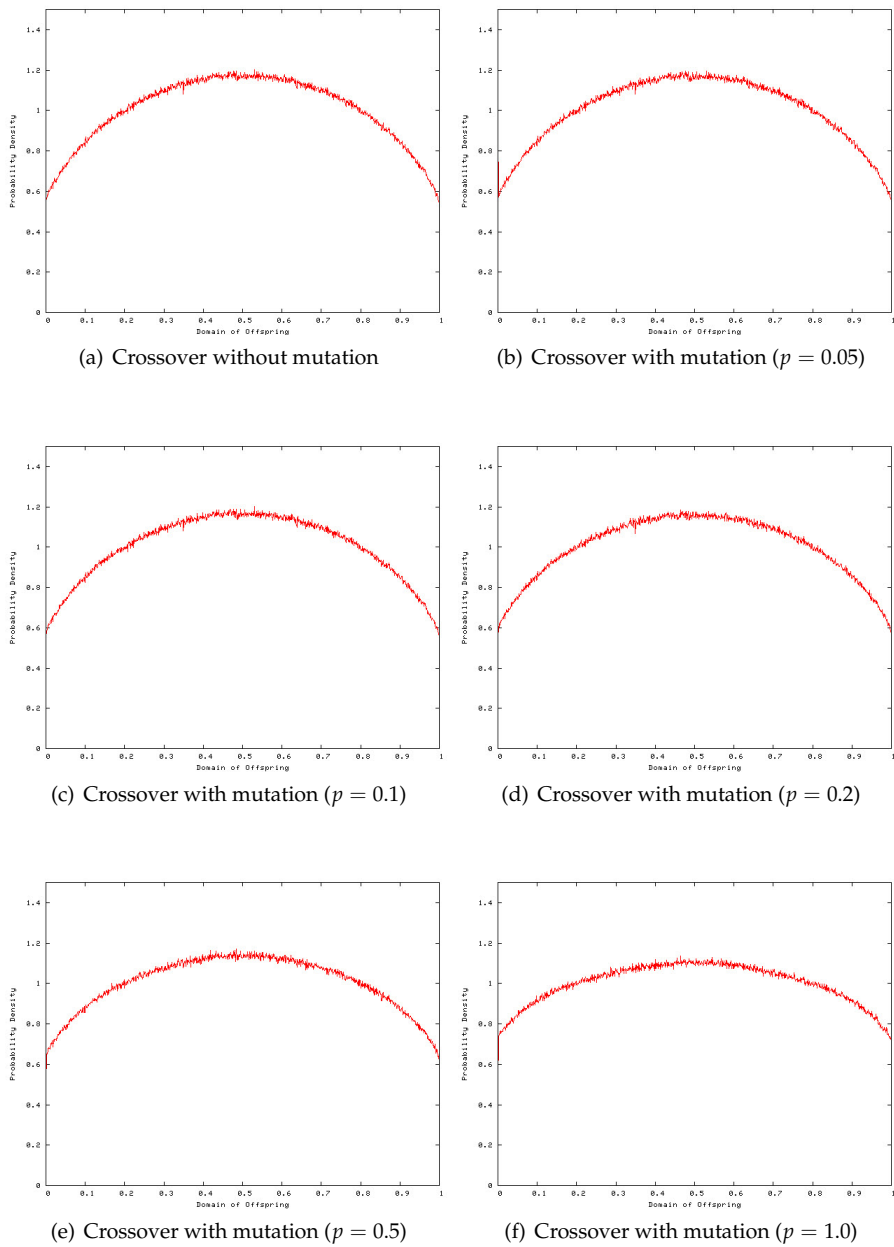 1.4
1.2
1
0.8
0.6
0.4
0.2
0
Probability Density
0 0.1 0.2 0.3 0.4 0.5 0.6 0.7 0.8 0.9 1
Domain of Offspring
(a) Crossover without mutation
1.4
1.2
1
0.8
0.6
0.4
0.2
0
Probability Density
0 0.1 0.2 0.3 0.4 0.5 0.6 0.7 0.8 0.9 1
Domain of Offspring
(b) Crossover with mutation (p = 0.05)
1.4
1.2
1
0.8
0.6
0.4
0.2
0
Probability Density
0 0.1 0.2 0.3 0.4 0.5 0.6 0.7 0.8 0.9 1
Domain of Offspring
(c) Crossover with mutation (p = 0.1)
1.4
1.2
1
0.8
0.6
0.4
0.2
0
Probability Density
0 0.1 0.2 0.3 0.4 0.5 0.6 0.7 0.8 0.9 1
Domain of Offspring
(d) Crossover with mutation (p = 0.2)
1.4
1.2
1
0.8
0.6
0.4
0.2
0
Probability Density
0 0.1 0.2 0.3 0.4 0.5 0.6 0.7 0.8 0.9 1
Domain of Offspring
(e) Crossover with mutation (p = 0.5)
1.4
1.2
1
0.8
0.6
0.4
0.2
0
Probability Density
0 0.1 0.2 0.3 0.4 0.5 0.6 0.7 0.8 0.9 1
Domain of Offspring
(f) Crossover with mutation (p = 1.0)